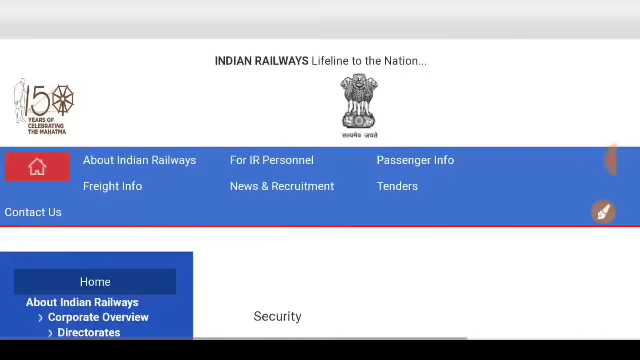 INDIAN RAILWAYS Lifeline to the Nation...
150
YEARS OF
CELEBRATING
THE MAHATMA
सत्यमेव जयते
About Indian Railways
For IR Personnel
Passenger Info
Freight Info
News & Recruitment
Tenders
Contact Us
Home
About Indian Railways
Corporate Overview
Directorates
Security